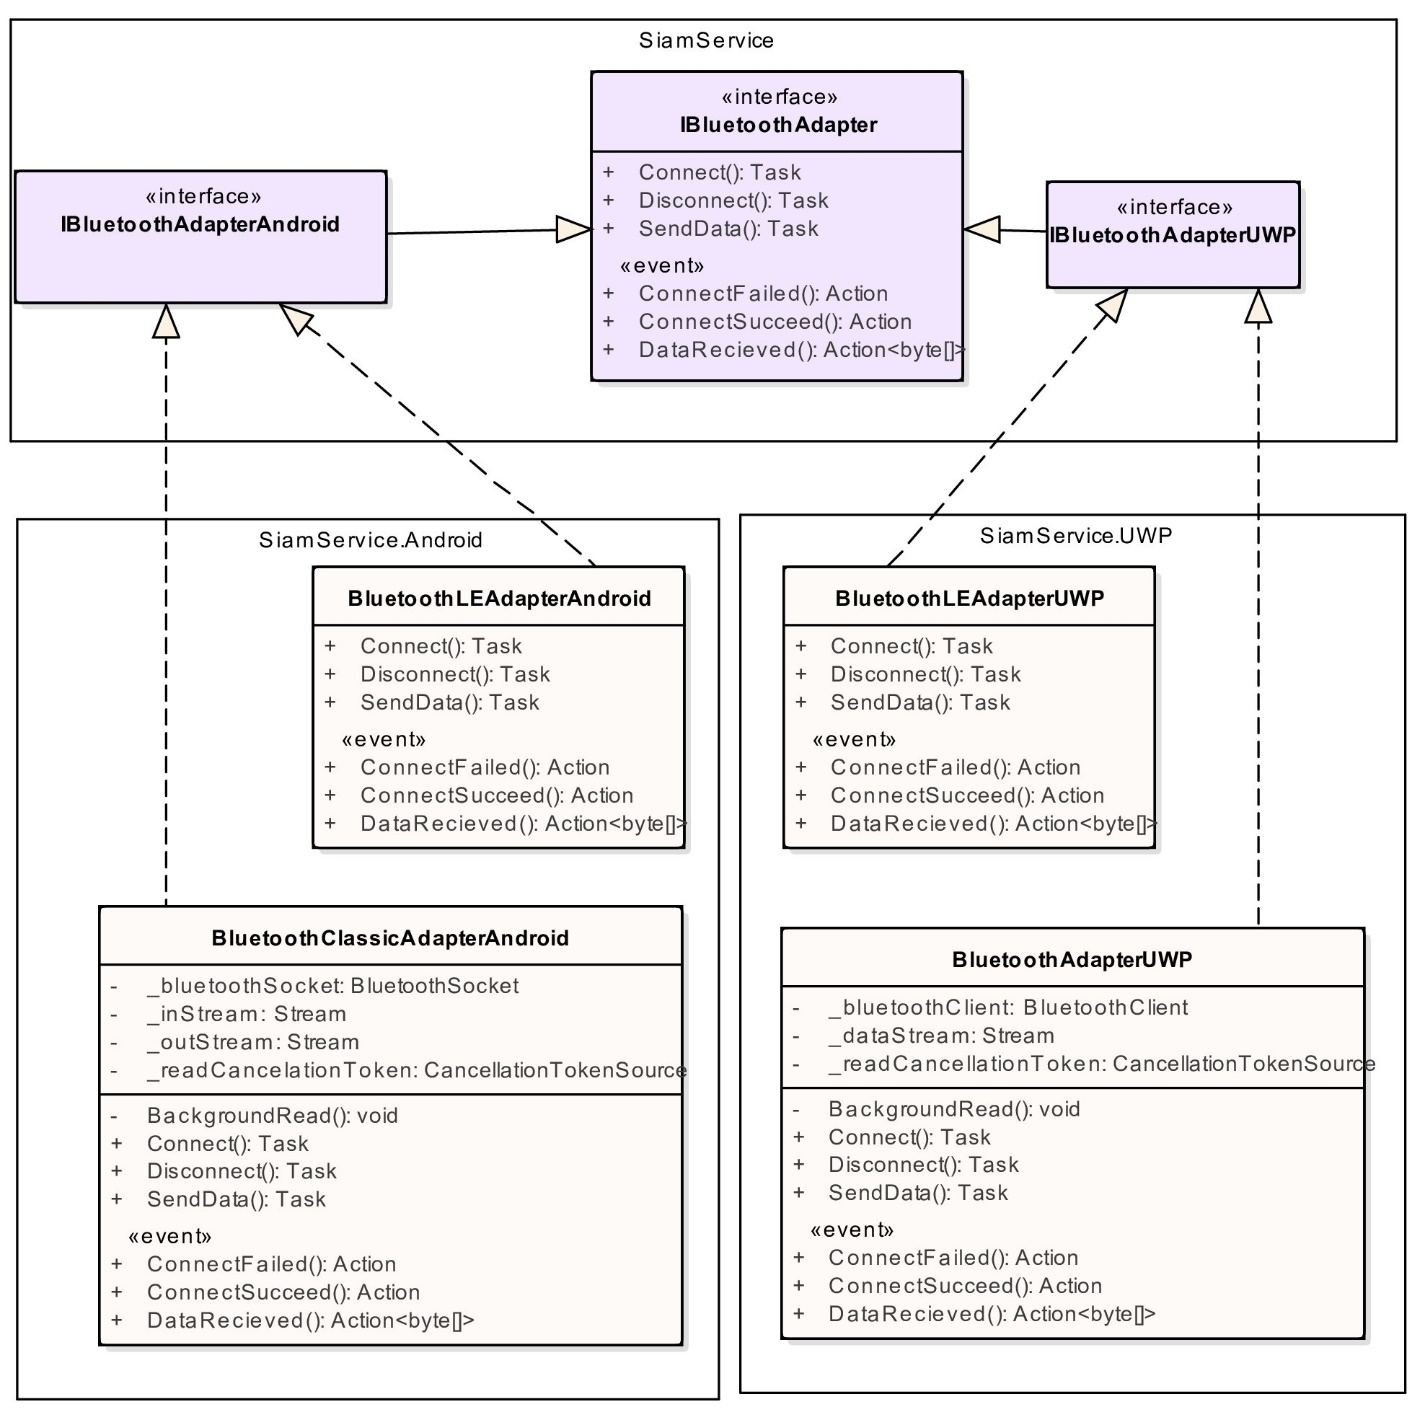 SiamService
«interface»
IBluetoothAdapter
+ Connect(): Task
+ Disconnect(): Task
+ SendData(): Task
«event»
+ ConnectFailed(): Action
+ ConnectSucceed(): Action
+ DataRecieved(): Action<byte[]>
«interface»
IBluetoothAdapterAndroid
«interface»
IBluetoothAdapterUWP
SiamService.Android
BluetoothLEAdapterAndroid
+ Connect(): Task
+ Disconnect(): Task
+ SendData(): Task
«event»
+ ConnectFailed(): Action
+ ConnectSucceed(): Action
+ DataRecieved(): Action<byte[]>
BluetoothClassicAdapterAndroid
- _bluetoothSocket: BluetoothSocket
- _inStream: Stream
- _outStream: Stream
- _readCancelationToken: CancellationTokenSource
- BackgroundRead(): void
+ Connect(): Task
+ Disconnect(): Task
+ SendData(): Task
«event»
+ ConnectFailed(): Action
+ ConnectSucceed(): Action
+ DataRecieved(): Action<byte[]>
SiamService.UWP
BluetoothLEAdapterUWP
+ Connect(): Task
+ Disconnect(): Task
+ SendData(): Task
«event»
+ ConnectFailed(): Action
+ ConnectSucceed(): Action
+ DataRecieved(): Action<byte[]>
BluetoothAdapterUWP
- _bluetoothClient: BluetoothClient
- _dataStream: Stream
- _readCancellationToken: CancellationTokenSource
- BackgroundRead(): void
+ Connect(): Task
+ Disconnect(): Task
+ SendData(): Task
«event»
+ ConnectFailed(): Action
+ ConnectSucceed(): Action
+ DataRecieved(): Action<byte[]>